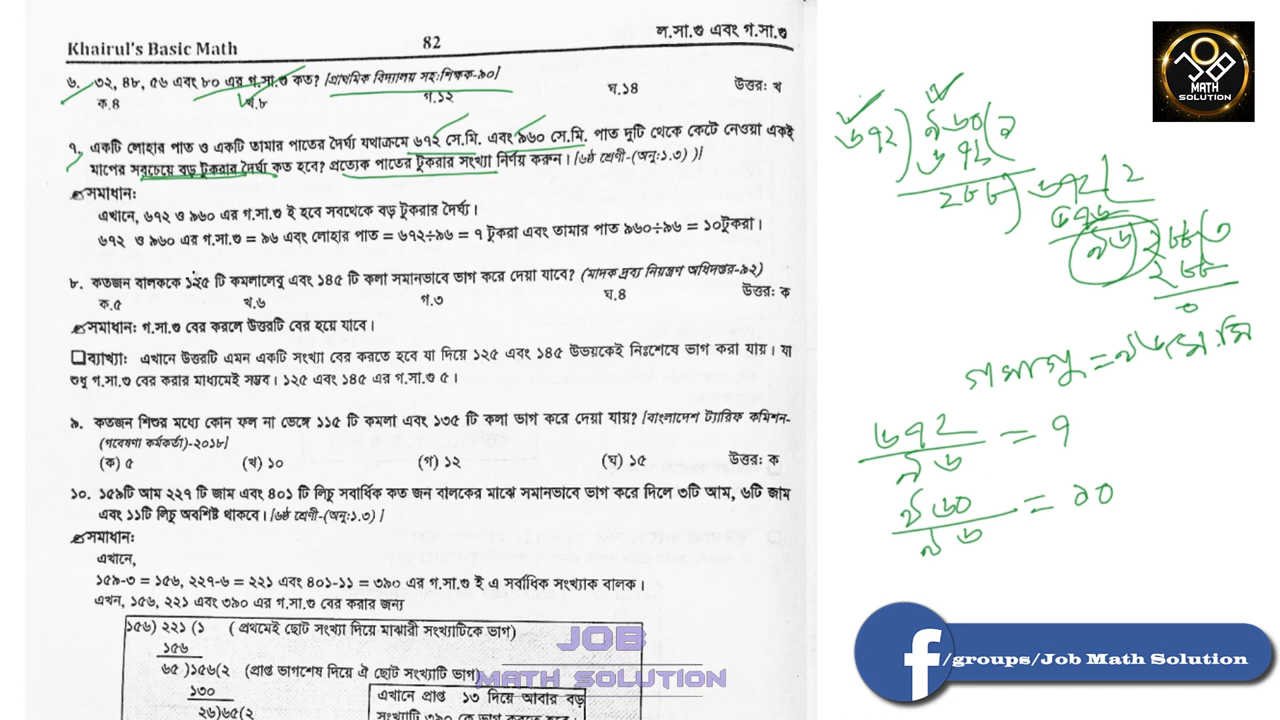 Khairul's Basic Math
82
ল.সা.গু এবং গ.সা.গু
৬. ৩২, ৪৮, ৫৬ এবং ৮০ এর গ.সা.গু কত? [প্রাথমিক বিদ্যালয় সহ:শিক্ষক-৯০]
ক.৪ খ.৮ গ.১২ ঘ.১৪ উত্তর: খ
৭. একটি লোহার পাত ও একটি তামার পাতের দৈর্ঘ্য যথাক্রমে ৬৭২ সে.মি. এবং ৯৬০ সে.মি. পাত দুটি থেকে কেটে নেওয়া একই
মাপের সবচেয়ে বড় টুকরার দৈর্ঘ্য কত হবে? প্রত্যেক পাতের টুকরার সংখ্যা নির্ণয় করুন। [৬ষ্ঠ শ্রেণী-(অনু:১.৩) )]
সমাধান:
এখানে, ৬৭২ ও ৯৬০ এর গ.সা.গু ই হবে সবথেকে বড় টুকরার দৈর্ঘ্য।
৬৭২ ও ৯৬০ এর গ.সা.গু = ৯৬ এবং লোহার পাত = ৬৭২÷৯৬ = ৭ টুকরা এবং তামার পাত ৯৬০÷৯৬ = ১০টুকরা।
৮. কতজন বালককে ১২৫ টি কমলালেবু এবং ১৪৫ টি কলা সমানভাবে ভাগ করে দেয়া যাবে? (মাদক দ্রব্য নিয়ন্ত্রণ অধিদপ্তর-৯২)
ক.৫ খ.৬ গ.৩ ঘ.৪ উত্তর: ক
সমাধান: গ.সা.গু বের করলে উত্তরটি বের হয়ে যাবে।
ব্যাখ্যা: এখানে উত্তরটি এমন একটি সংখ্যা বের করতে হবে যা দিয়ে ১২৫ এবং ১৪৫ উভয়কেই নিঃশেষে ভাগ করা যায়। যা
শুধু গ.সা.গু বের করার মাধ্যমেই সম্ভব। ১২৫ এবং ১৪৫ এর গ.সা.গু ৫।
৯. কতজন শিশুর মধ্যে কোন ফল না ভেঙ্গে ১১৫ টি কমলা এবং ১৩৫ টি কলা ভাগ করে দেয়া যায়? [বাংলাদেশ ট্যারিফ কমিশন-
(গবেষণা কর্মকর্তা)-২০১৮]
(ক) ৫ (খ) ১০ (গ) ১২ (ঘ) ১৫ উত্তর: ক
১০. ১৫৯টি আম ২২৭ টি জাম এবং ৪০১ টি লিচু সবার্ধিক কত জন বালকের মাঝে সমানভাবে ভাগ করে দিলে ৩টি আম, ৬টি জাম
এবং ১১টি লিচু অবশিষ্ট থাকবে। [৬ষ্ঠ শ্রেণী-(অনু:১.৩)]
সমাধান:
এখানে,
১৫৯-৩ = ১৫৬, ২২৭-৬ = ২২১ এবং ৪০১-১১ = ৩৯০ এর গ.সা.গু ই এ সর্বাধিক সংখ্যাক বালক।
এখন, ১৫৬, ২২১ এবং ৩৯০ এর গ.সা.গু বের করার জন্য
১৫৬) ২২১ (১ ( প্রথমেই ছোট সংখ্যা দিয়ে মাঝারী সংখ্যাটিকে ভাগ)
১৫৬
৬৫ )১৫৬(২ (প্রাপ্ত ভাগশেষ দিয়ে ঐ ছোট সংখ্যাটি ভাগ)
১৩০
২৬)৬৫(২
এখানে প্রাপ্ত ১৩ দিয়ে আবার বড়
সংখ্যাটি ৩৯০ কে ভাগ করতে হবে।
JOB
MATH SOLUTION
JOB
MATH
SOLUTION
৬৭২ ) ৯৬০ ( ১
৬৭২
২৮৮ ) ৬৭২ ( ২
৫৭৬
৯৬ ) ২৮৮ ( ৩
২৮৮
০
গ সা গু = ৯৬ সে.মি
৬৭২
৯৬ = ৭
৯৬০
৯৬ = ১০
f/groups/Job Math Solution